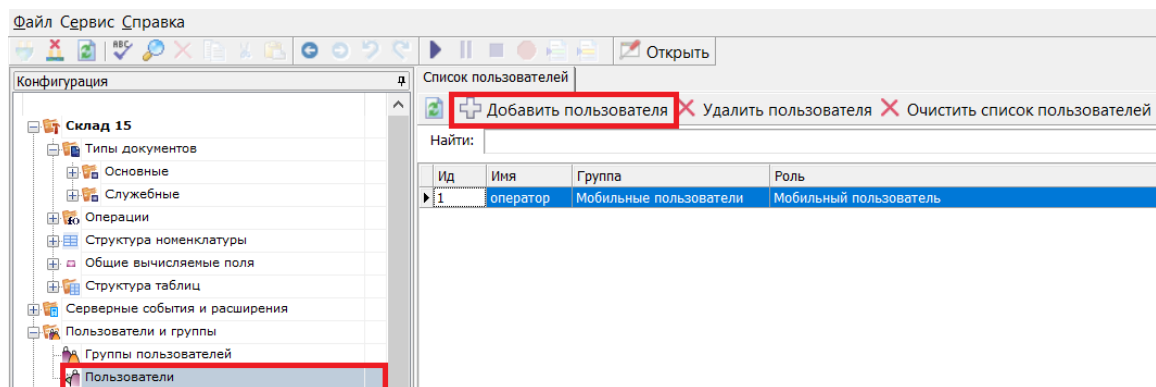 Файл Сервис Справка
ABC
Открыть
Конфигурация
Список пользователей
Добавить пользователя Удалить пользователя Очистить список пользователей
Найти:
Склад 15
Типы документов
Основные
Служебные
Операции
Структура номенклатуры
Общие вычисляемые поля
Структура таблиц
Серверные события и расширения
Пользователи и группы
Группы пользователей
Пользователи
Ид Имя Группа Роль
1 оператор Мобильные пользователи Мобильный пользователь